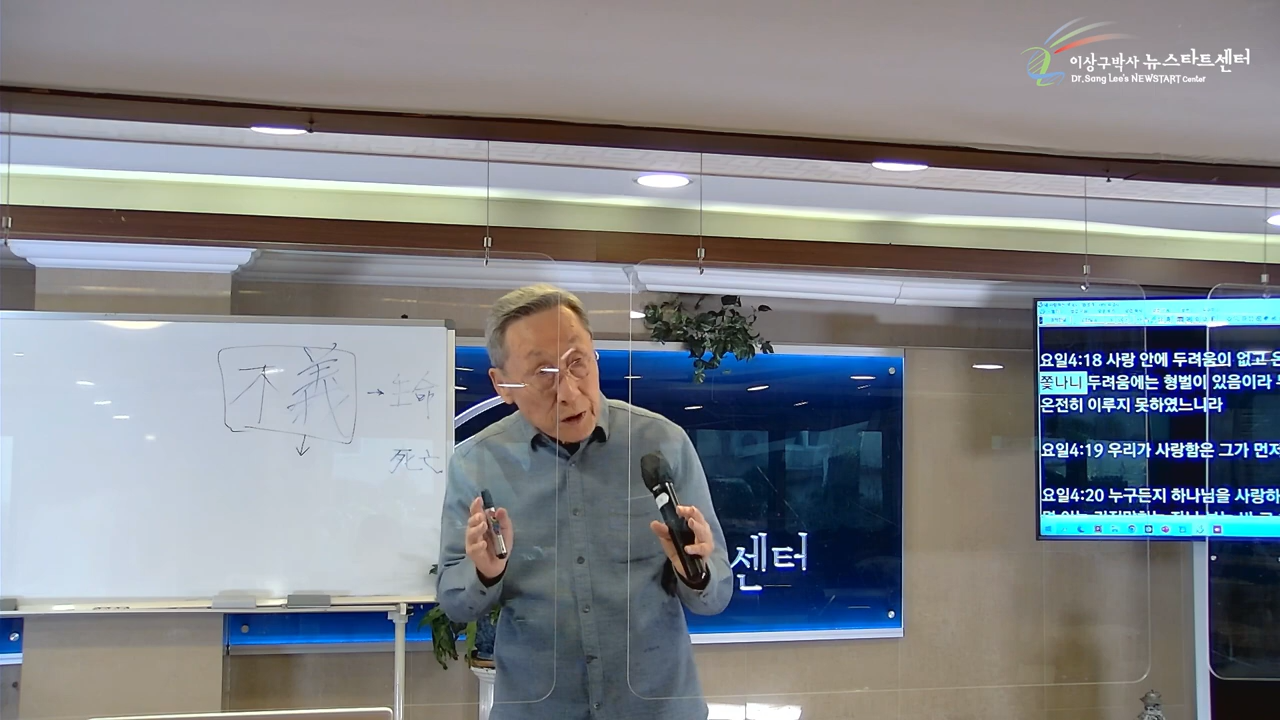 이상구박사 뉴스타트센터
Dr. Sang Lee's NEWSTART Center
不義 → 生命
死亡
센터
요일4:18 사랑 안에 두려움이 없고 온
쫓나니 두려움에는 형벌이 있음이라
온전히 이루지 못하였느니라
요일4:19 우리가 사랑함은 그가 먼저
요일4:20 누구든지 하나님을 사랑하